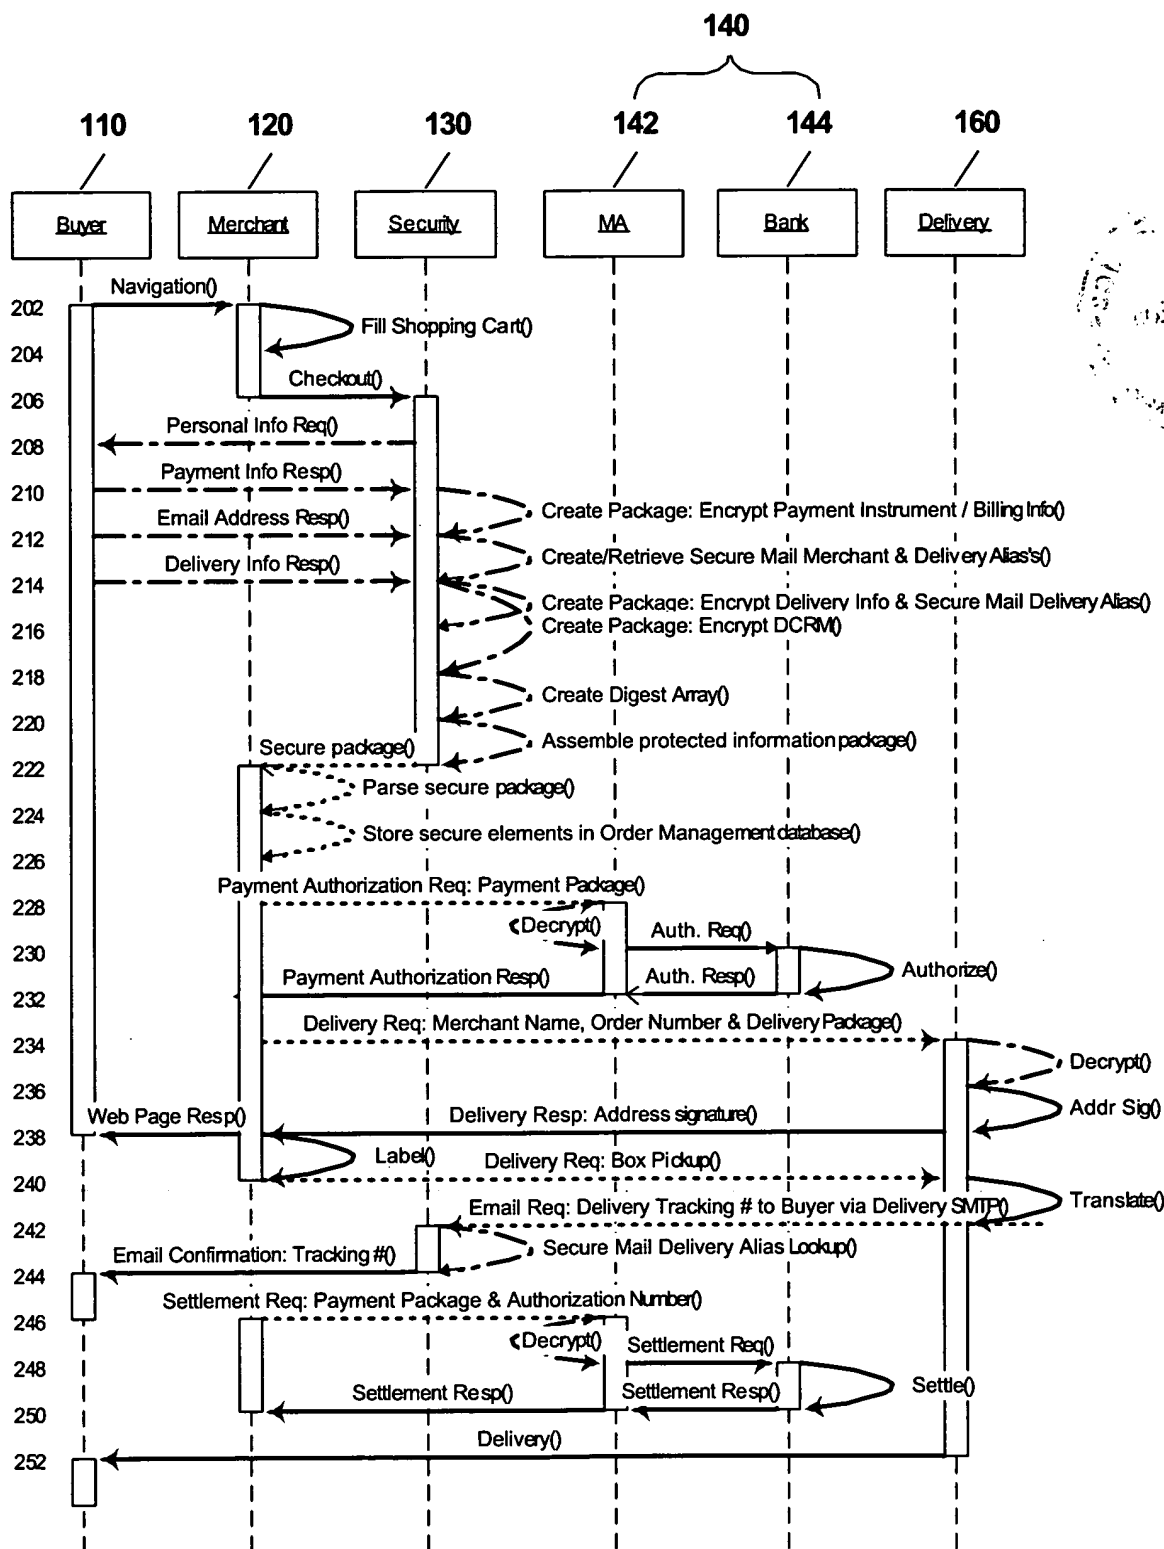 140
110 120 130 142 144 160
Buyer Merchant Security MA Bank Delivery
202 Navigation()
Fill Shopping Cart()
204
Checkout()
206
Personal Info Req()
208
Payment Info Resp()
210
Create Package: Encrypt Payment Instrument / Billing Info()
Email Address Resp()
212
Create/Retrieve Secure Mail Merchant & Delivery Alias's()
Delivery Info Resp()
214
Create Package: Encrypt Delivery Info & Secure Mail Delivery Alias()
216
Create Package: Encrypt DCRM()
218
Create Digest Array()
220
Assemble protected information package()
Secure package()
222
Parse secure package()
224
Store secure elements in Order Management database()
226
Payment Authorization Req: Payment Package()
228
Decrypt()
Auth. Req()
230
Authorize()
Payment Authorization Resp() Auth. Resp()
232
Delivery Req: Merchant Name, Order Number & Delivery Package()
234
Decrypt()
236
Addr Sig()
Web Page Resp() Delivery Resp: Address signature()
238
Label()
Delivery Req: Box Pickup()
240
Translate()
Email Req: Delivery Tracking # to Buyer via Delivery SMTP()
242
Secure Mail Delivery Alias Lookup()
Email Confirmation: Tracking #()
244
Settlement Req: Payment Package & Authorization Number()
246
Decrypt()
Settlement Req()
248
Settle()
Settlement Resp() Settlement Resp()
250
Delivery()
252